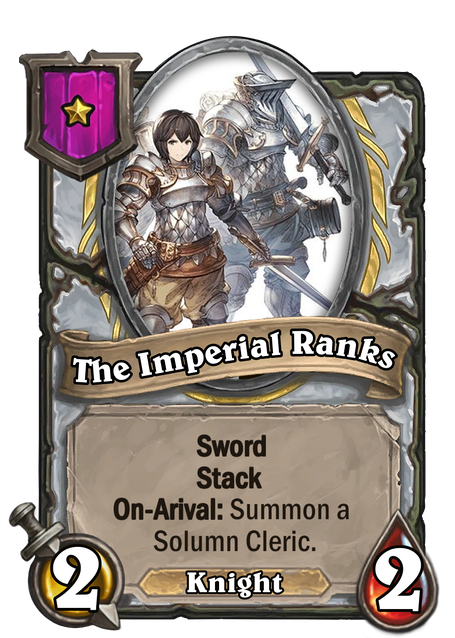 The Imperial Ranks
Sword
Stack
On-Arival: Summon a
Solumn Cleric.
2
Knight
2